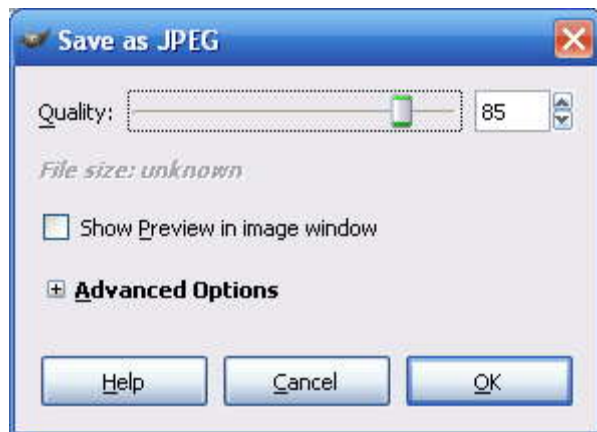 Save as JPEG
Quality: 85
File size: unknown
Show Preview in image window
Advanced Options
Help Cancel OK